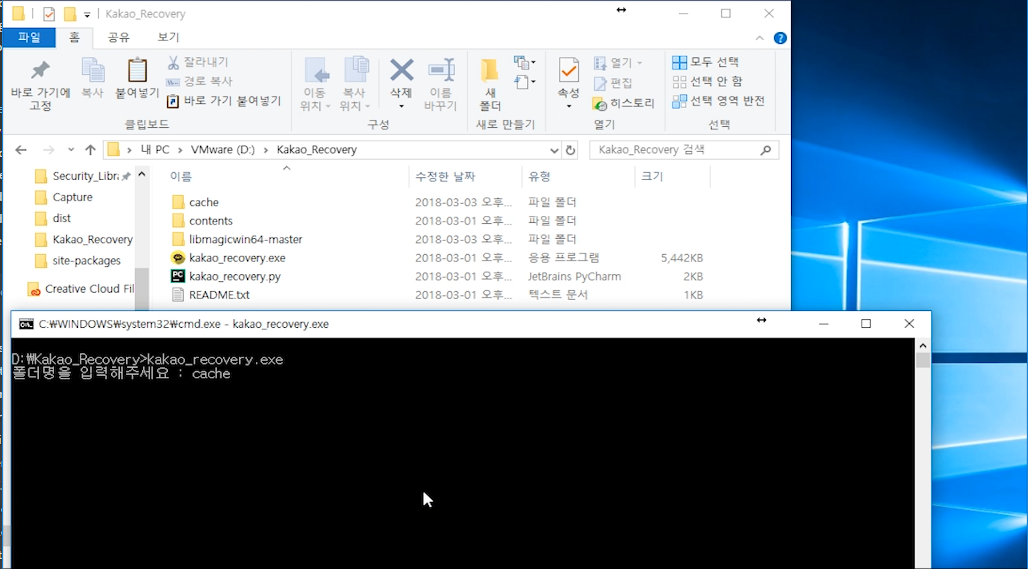 Kakao_Recovery
파일 홈 공유 보기
바로 가기에 고정
복사
붙여넣기
잘라내기
경로 복사
바로 가기 붙여넣기
클립보드
이동 위치
복사 위치
삭제
이름 바꾸기
구성
새 폴더
새로 만들기
속성
열기
편집
히스토리
열기
모두 선택
선택 안 함
선택 영역 반전
선택
내 PC > VMware (D:) > Kakao_Recovery
Kakao_Recovery 검색
Capture
dist
Kakao_Recovery
site-packages
Creative Cloud Fil
이름 수정한 날짜 유형 크기
cache 2018-03-03 오후... 파일 폴더
contents 2018-03-01 오후... 파일 폴더
libmagicwin64-master 2018-03-03 오후... 파일 폴더
kakao_recovery.exe 2018-03-01 오후... 응용 프로그램 5,442KB
kakao_recovery.py 2018-03-01 오후... JetBrains PyCharm 2KB
README.txt 2018-03-01 오후... 텍스트 문서 1KB
C:₩WINDOWS₩system32₩cmd.exe - kakao_recovery.exe
D:₩Kakao_Recovery>kakao_recovery.exe
폴더명을 입력해주세요 : cache